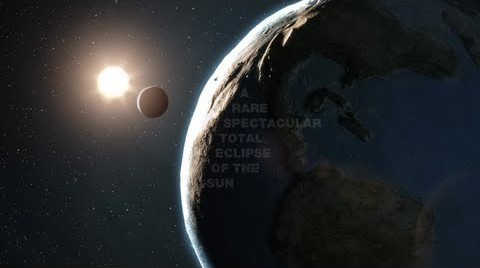 A
RARE
SPECTACULAR
TOTAL
ECLIPSE
OF THE
SUN